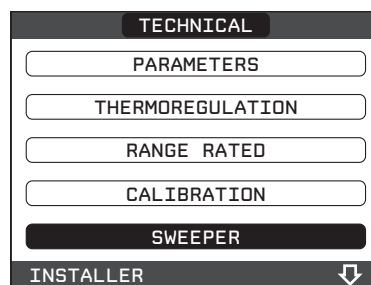 TECHNICAL
PARAMETERS
THERMOREGULATION
RANGE RATED
CALIBRATION
SWEEPER
INSTALLER